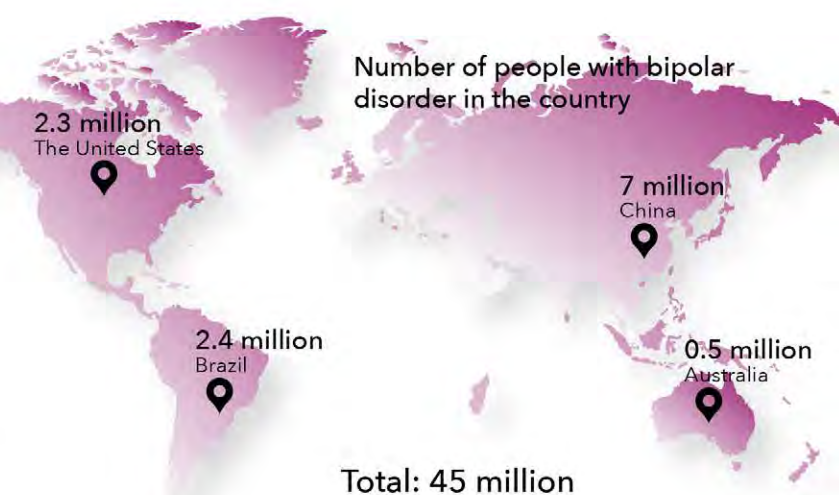 Number of people with bipolar
disorder in the country
2.3 million
The United States
7 million
China
2.4 million
Brazil
0.5 million
Australia
Total: 45 million